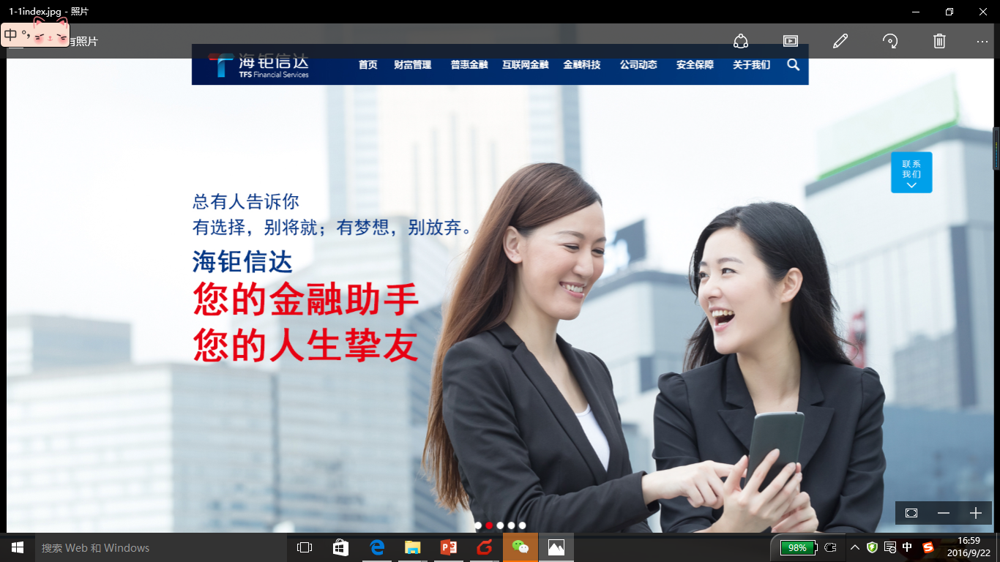 1-1index.jpg - 照片
中 °,
有照片
海钜信达
TFS Financial Services
首页 财富管理 普惠金融 互联网金融 金融科技 公司动态 安全保障 关于我们
联系
我们
总有人告诉你
有选择，别将就；有梦想，别放弃。
海钜信达
您的金融助手
您的人生挚友
搜索 Web 和 Windows
98%
中
16:59
2016/9/22